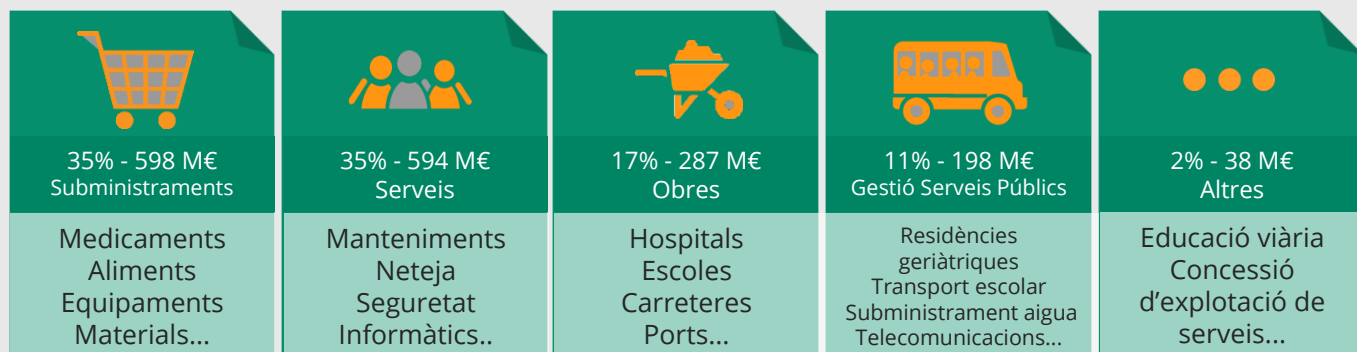 35% - 598 M€
Subministraments
Medicaments
Aliments
Equipaments
Materials...
35% - 594 M€
Serveis
Manteniments
Neteja
Seguretat
Informàtics..
17% - 287 M€
Obres
Hospitals
Escoles
Carreteres
Ports...
11% - 198 M€
Gestió Serveis Públics
Residències
geriàtriques
Transport escolar
Subministrament aigua
Telecomunicacions...
2% - 38 M€
Altres
Educació viària
Concessió
d’explotació de
serveis...